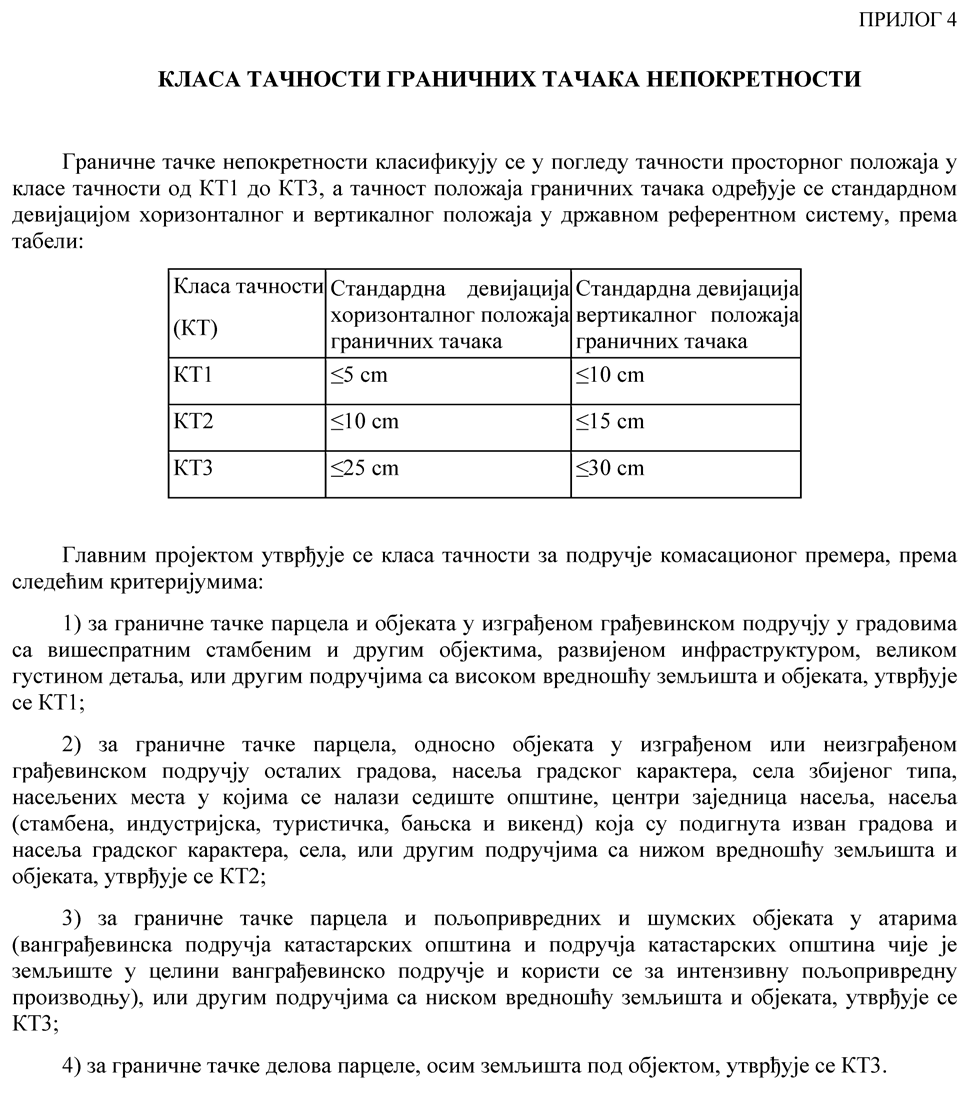 ПРИЛОГ 4
КЛАСА ТАЧНОСТИ ГРАНИЧНИХ ТАЧАКА НЕПОКРЕТНОСТИ
Граничне тачке непокретности класификују се у погледу тачности просторног положаја у
класе тачности од КТ1 до КТ3, а тачност положаја граничних тачака одређује се стандардном
девијацијом хоризонталног и вертикалног положаја у државном референтном систему, према
табели:
Класа тачности
(КТ)
Стандардна девијација
хоризонталног положаја
граничних тачака
Стандардна девијација
вертикалног положаја
граничних тачака
КТ1 ≤5 cm ≤10 cm
КТ2 ≤10 cm ≤15 cm
КТ3 ≤25 cm ≤30 cm
Главним пројектом утврђује се класа тачности за подручје комасационог премера, према
следећим критеријумима:
1) за граничне тачке парцела и објеката у изграђеном грађевинском подручју у градовима
са вишеспратним стамбеним и другим објектима, развијеном инфраструктуром, великом
густином детаља, или другим подручјима са високом вредношћу земљишта и објеката, утврђује
се КТ1;
2) за граничне тачке парцела, односно објеката у изграђеном или неизграђеном
грађевинском подручју осталих градова, насеља градског карактера, села збијеног типа,
насељених места у којима се налази седиште општине, центри заједница насеља, насеља
(стамбена, индустријска, туристичка, бањска и викенд) која су подигнута изван градова и
насеља градског карактера, села, или другим подручјима са нижом вредношћу земљишта и
објеката, утврђује се КТ2;
3) за граничне тачке парцела и пољопривредних и шумских објеката у атарима
(ванграђевинска подручја катастарских општина и подручја катастарских општина чије је
земљиште у целини ванграђевинско подручје и користи се за интензивну пољопривредну
производњу), или другим подручјима са ниском вредношћу земљишта и објеката, утврђује се
КТ3;
4) за граничне тачке делова парцеле, осим земљишта под објектом, утврђује се КТ3.